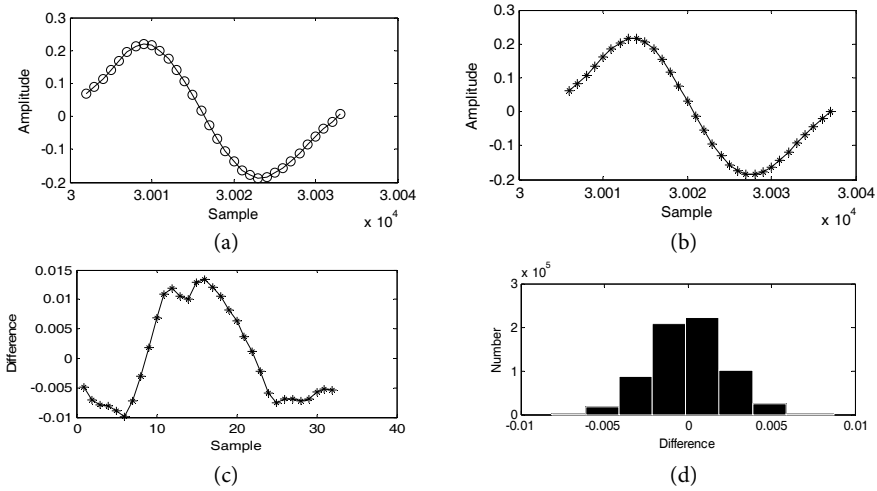 0.3
0.2
0.1
0
-0.1
-0.2
Amplitude
3
3.001
3.002
3.003
3.004
Sample
x 10^4
(a)
0.3
0.2
0.1
0
-0.1
-0.2
Amplitude
3
3.001
3.002
3.003
3.004
Sample
x 10^4
(b)
0.015
0.01
0.005
0
-0.005
-0.01
Difference
0
10
20
30
40
Sample
(c)
x 10^5
3
2
1
0
Number
-0.01
-0.005
0
0.005
0.01
Difference
(d)